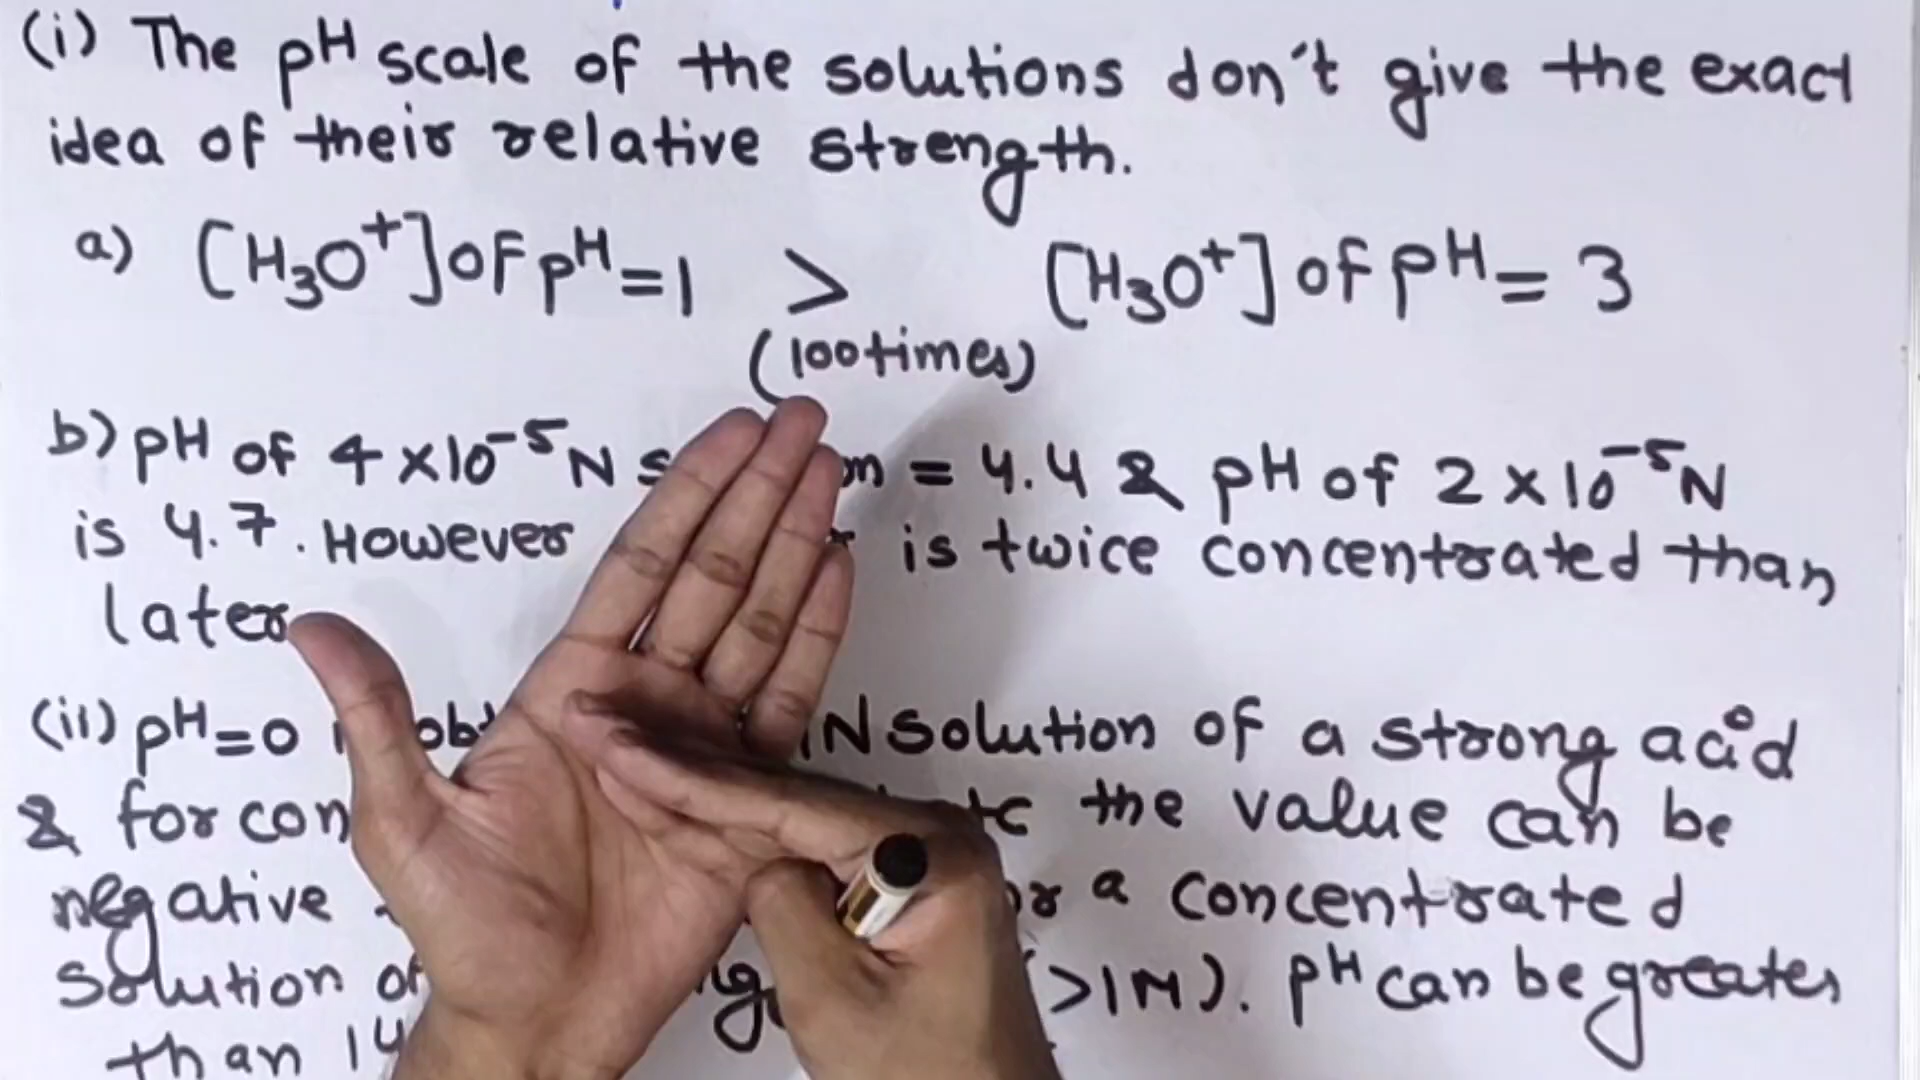 (i) The pH scale of the solutions don't give the exact
idea of their relative strength.
a) [H₃O⁺] of pH = 1 > [H₃O⁺] of pH = 3
(100 times)
b) pH of 4 x 10⁻⁵ N = 4.4 & pH of 2 x 10⁻⁵ N
is 4.7. However is twice concentrated than
later
(ii) pH = 0 N solution of a strong acid
& for the value can be
negative a concentrated
solution (>1M). pH can be greater
than 14